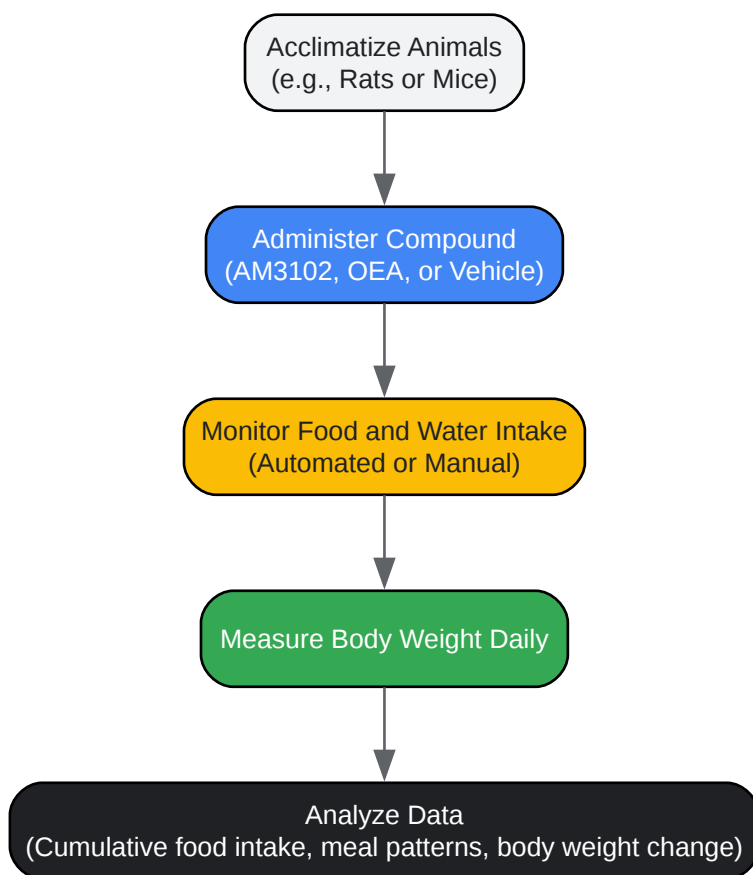 Acclimatize Animals
(e.g., Rats or Mice)
Administer Compound
(AM3102, OEA, or Vehicle)
Monitor Food and Water Intake
(Automated or Manual)
Measure Body Weight Daily
Analyze Data
(Cumulative food intake, meal patterns, body weight change)